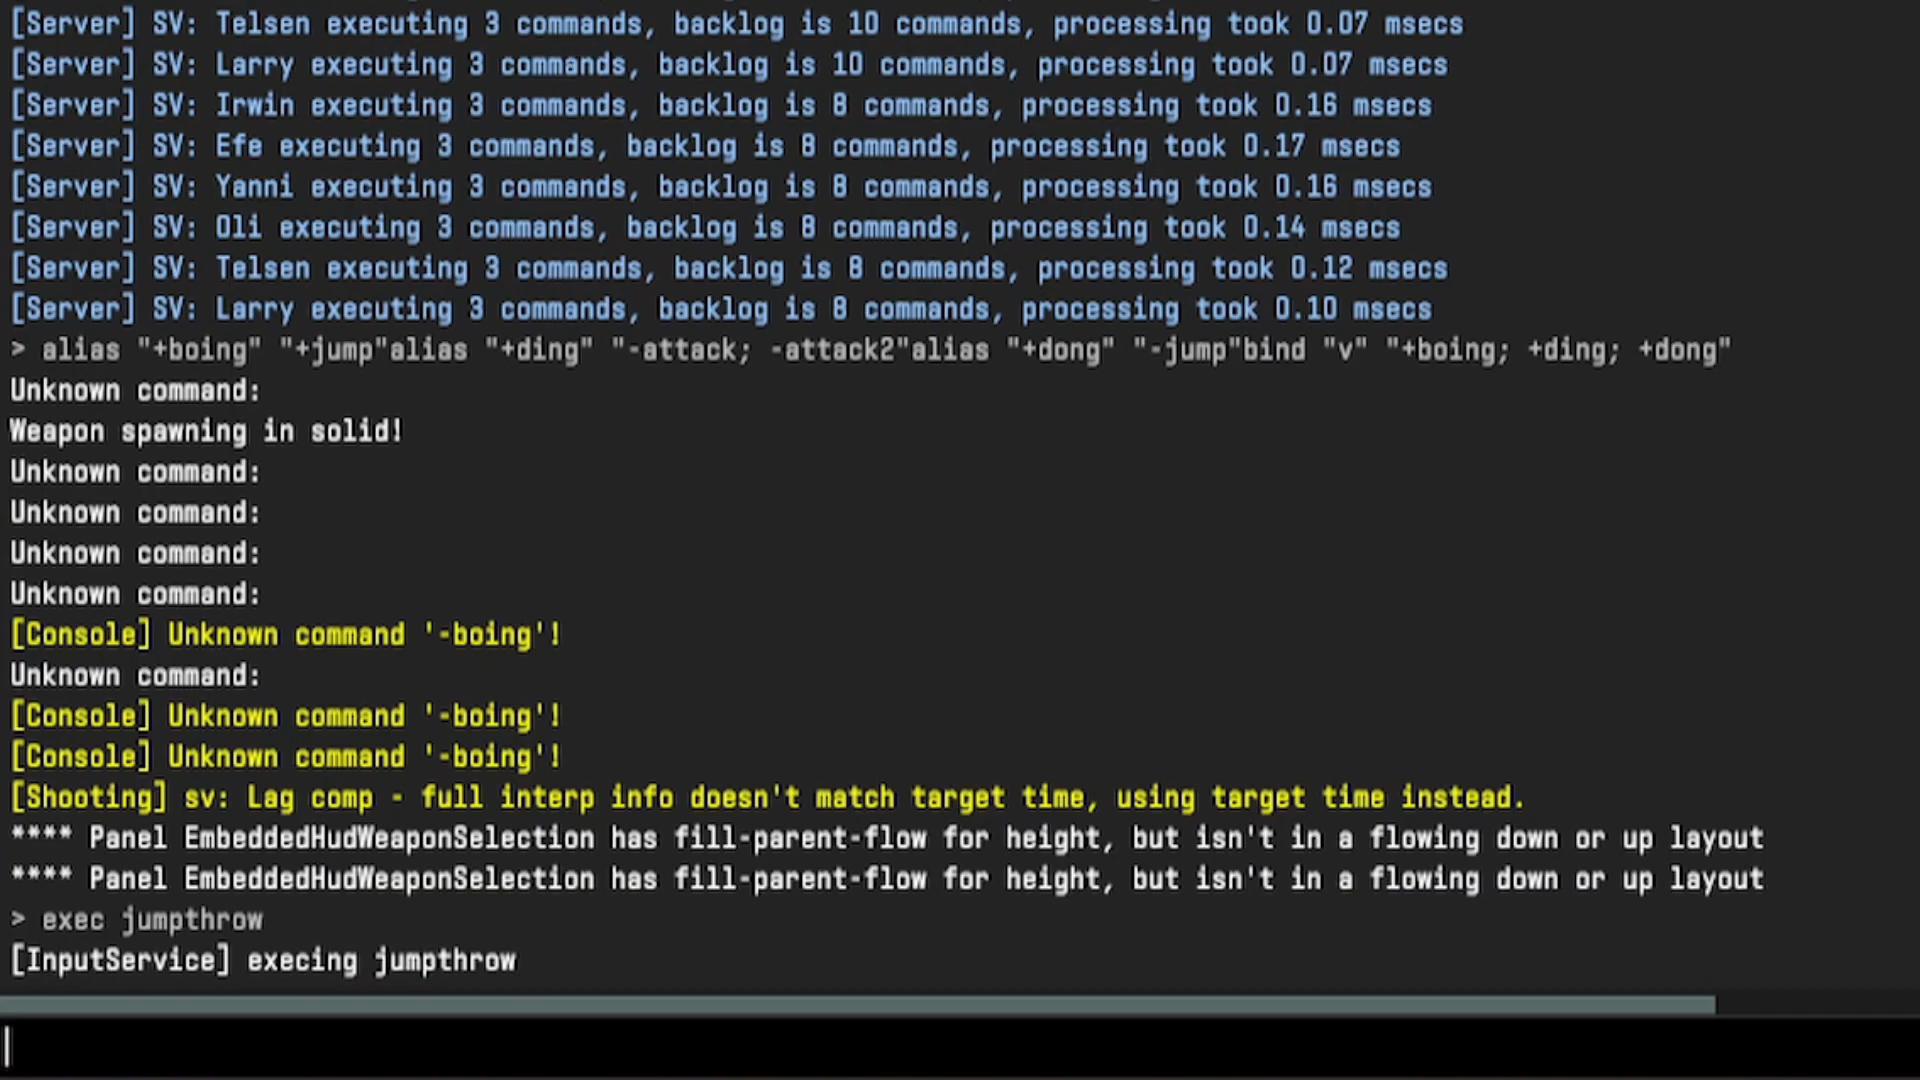 [Server] SV: Telsen executing 3 commands, backlog is 10 commands, processing took 0.07 msecs
[Server] SV: Larry executing 3 commands, backlog is 10 commands, processing took 0.07 msecs
[Server] SV: Irwin executing 3 commands, backlog is 8 commands, processing took 0.16 msecs
[Server] SV: Efe executing 3 commands, backlog is 8 commands, processing took 0.17 msecs
[Server] SV: Yanni executing 3 commands, backlog is 8 commands, processing took 0.16 msecs
[Server] SV: Oli executing 3 commands, backlog is 8 commands, processing took 0.14 msecs
[Server] SV: Telsen executing 3 commands, backlog is 8 commands, processing took 0.12 msecs
[Server] SV: Larry executing 3 commands, backlog is 8 commands, processing took 0.10 msecs
> alias "+boing" "+jump"alias "+ding" "-attack; -attack2"alias "+dong" "-jump"bind "v" "+boing; +ding; +dong"
Unknown command:
Weapon spawning in solid!
Unknown command:
Unknown command:
Unknown command:
Unknown command:
[Console] Unknown command '-boing'!
Unknown command:
[Console] Unknown command '-boing'!
[Console] Unknown command '-boing'!
[Shooting] sv: Lag comp - full interp info doesn't match target time, using target time instead.
**** Panel EmbeddedHudWeaponSelection has fill-parent-flow for height, but isn't in a flowing down or up layout
**** Panel EmbeddedHudWeaponSelection has fill-parent-flow for height, but isn't in a flowing down or up layout
> exec jumpthrow
[InputService] execing jumpthrow